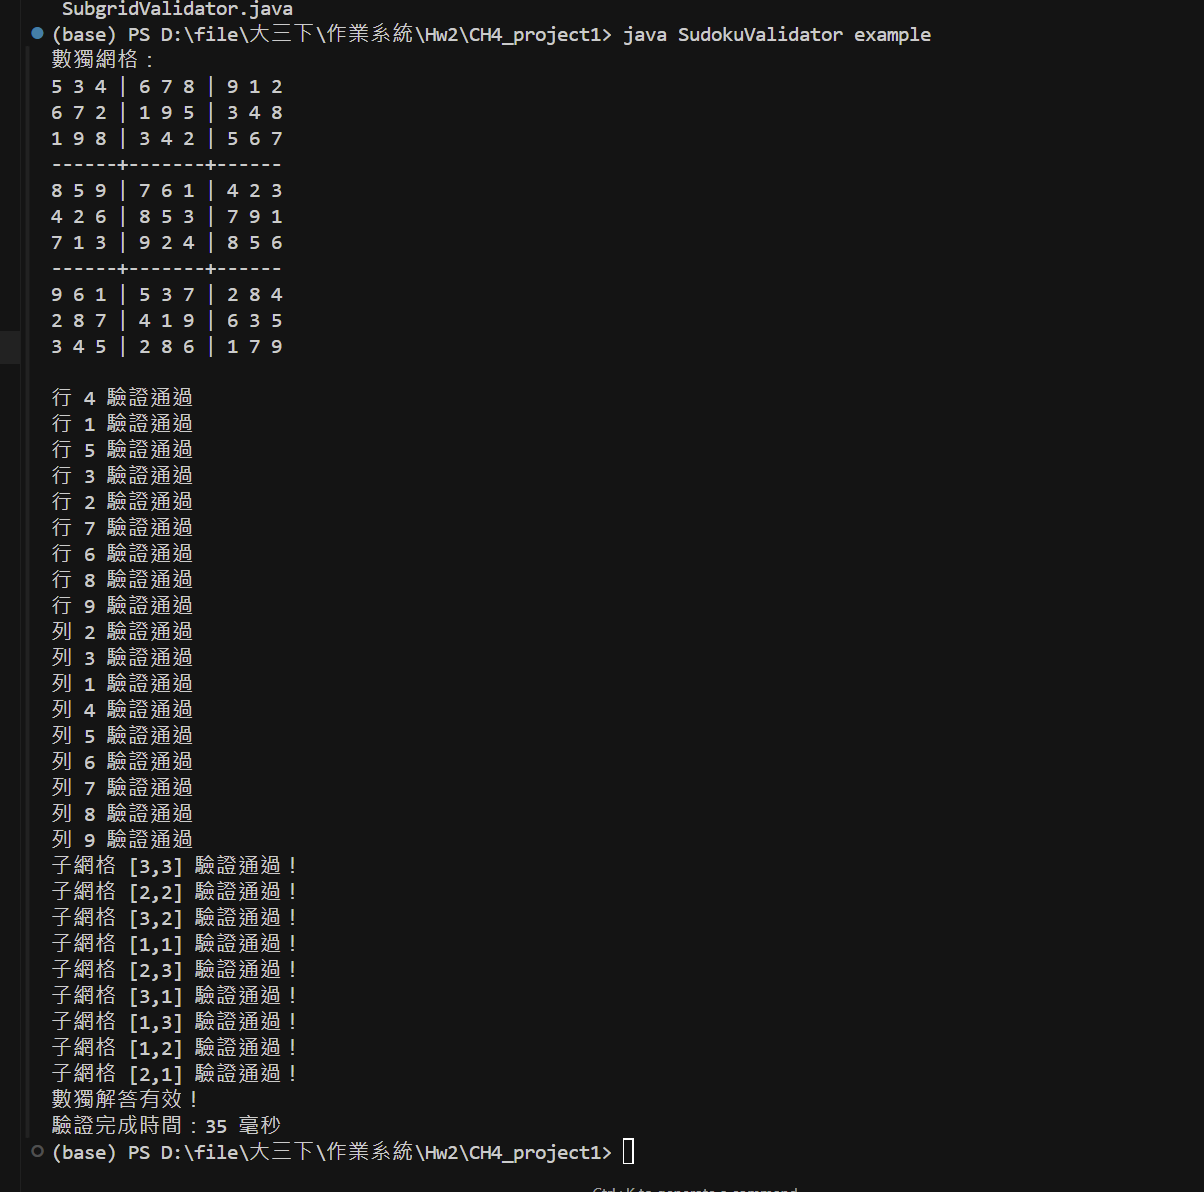 SubgridValidator.java
(base) PS D:\file\大三下\作業系統\Hw2\CH4_project1> java SudokuValidator example
數獨網格：
5 3 4 | 6 7 8 | 9 1 2
6 7 2 | 1 9 5 | 3 4 8
1 9 8 | 3 4 2 | 5 6 7
------+-------+------
8 5 9 | 7 6 1 | 4 2 3
4 2 6 | 8 5 3 | 7 9 1
7 1 3 | 9 2 4 | 8 5 6
------+-------+------
9 6 1 | 5 3 7 | 2 8 4
2 8 7 | 4 1 9 | 6 3 5
3 4 5 | 2 8 6 | 1 7 9
行 4 驗證通過
行 1 驗證通過
行 5 驗證通過
行 3 驗證通過
行 2 驗證通過
行 7 驗證通過
行 6 驗證通過
行 8 驗證通過
行 9 驗證通過
列 2 驗證通過
列 3 驗證通過
列 1 驗證通過
列 4 驗證通過
列 5 驗證通過
列 6 驗證通過
列 7 驗證通過
列 8 驗證通過
列 9 驗證通過
子網格 [3,3] 驗證通過！
子網格 [2,2] 驗證通過！
子網格 [3,2] 驗證通過！
子網格 [1,1] 驗證通過！
子網格 [2,3] 驗證通過！
子網格 [3,1] 驗證通過！
子網格 [1,3] 驗證通過！
子網格 [1,2] 驗證通過！
子網格 [2,1] 驗證通過！
數獨解答有效！
驗證完成時間：35 毫秒
(base) PS D:\file\大三下\作業系統\Hw2\CH4_project1>
Ctrl+K to generate a command